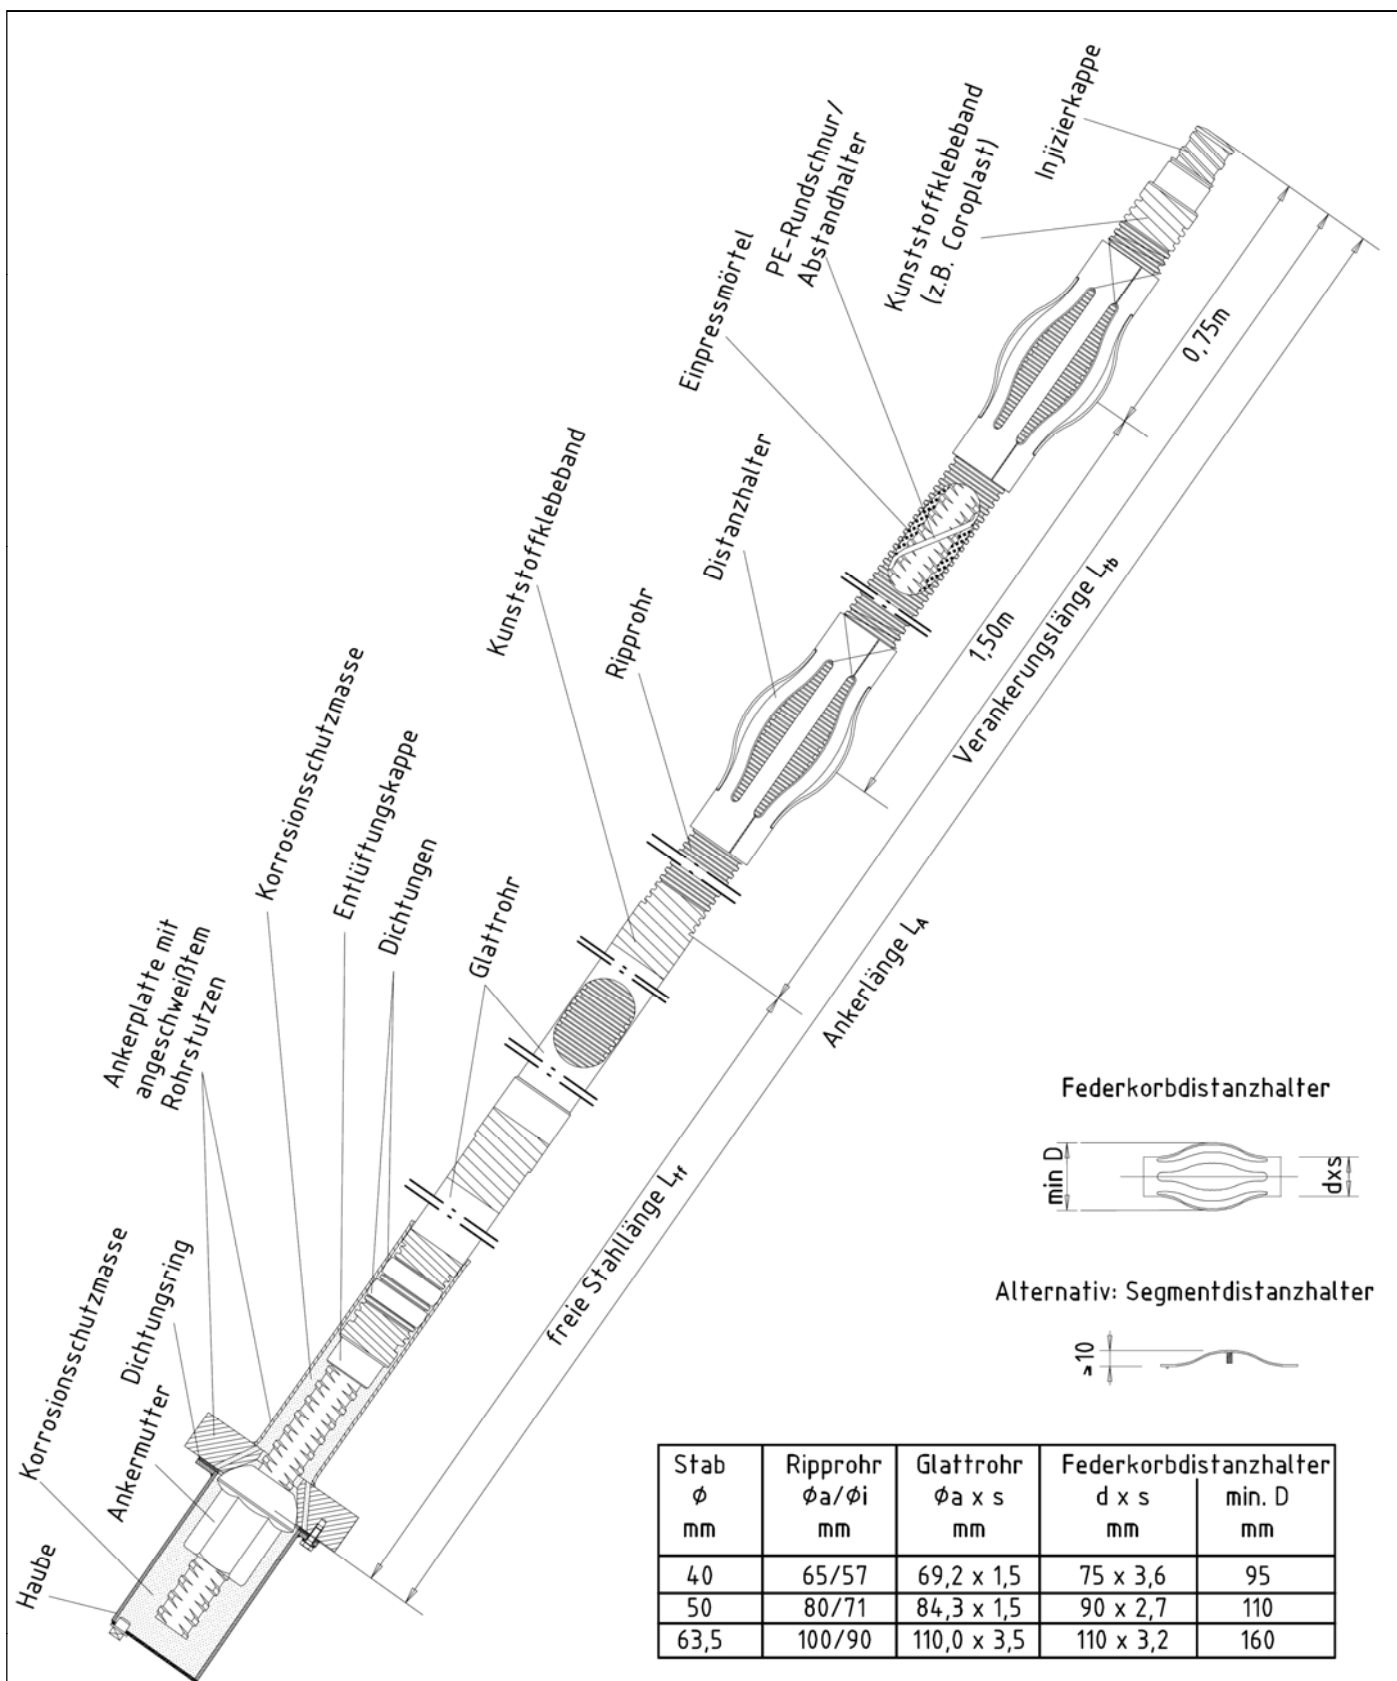 Injizierkappe
Kunststoffklebeband
(z.B. Coroplast)
PE-Rundschnur/
Abstandhalter
Einpressmörtel
Distanzhalter
Kunststoffklebeband
Ripprohr
Korrosionsschutzmasse
Entlüftungskappe
Dichtungen
Glattrohr
Ankerplatte mit
angeschweißtem
Rohrstutzen
Korrosionsschutzmasse
Dichtungsring
Ankermutter
Haube
0,75m
1,50m
Verankerungslänge Ltb
Ankerlänge LA
freie Stahllänge Ltf
Federkorbdistanzhalter
min D
dxs
Alternativ: Segmentdistanzhalter
≥10
Stab Ripprohr Glattrohr Federkorbdistanzhalter
ϕ ϕa/ϕi ϕa x s d x s min. D
mm mm mm mm mm
40 65/57 69,2 x 1,5 75 x 3,6 95
50 80/71 84,3 x 1,5 90 x 2,7 110
63,5 100/90 110,0 x 3,5 110 x 3,2 160